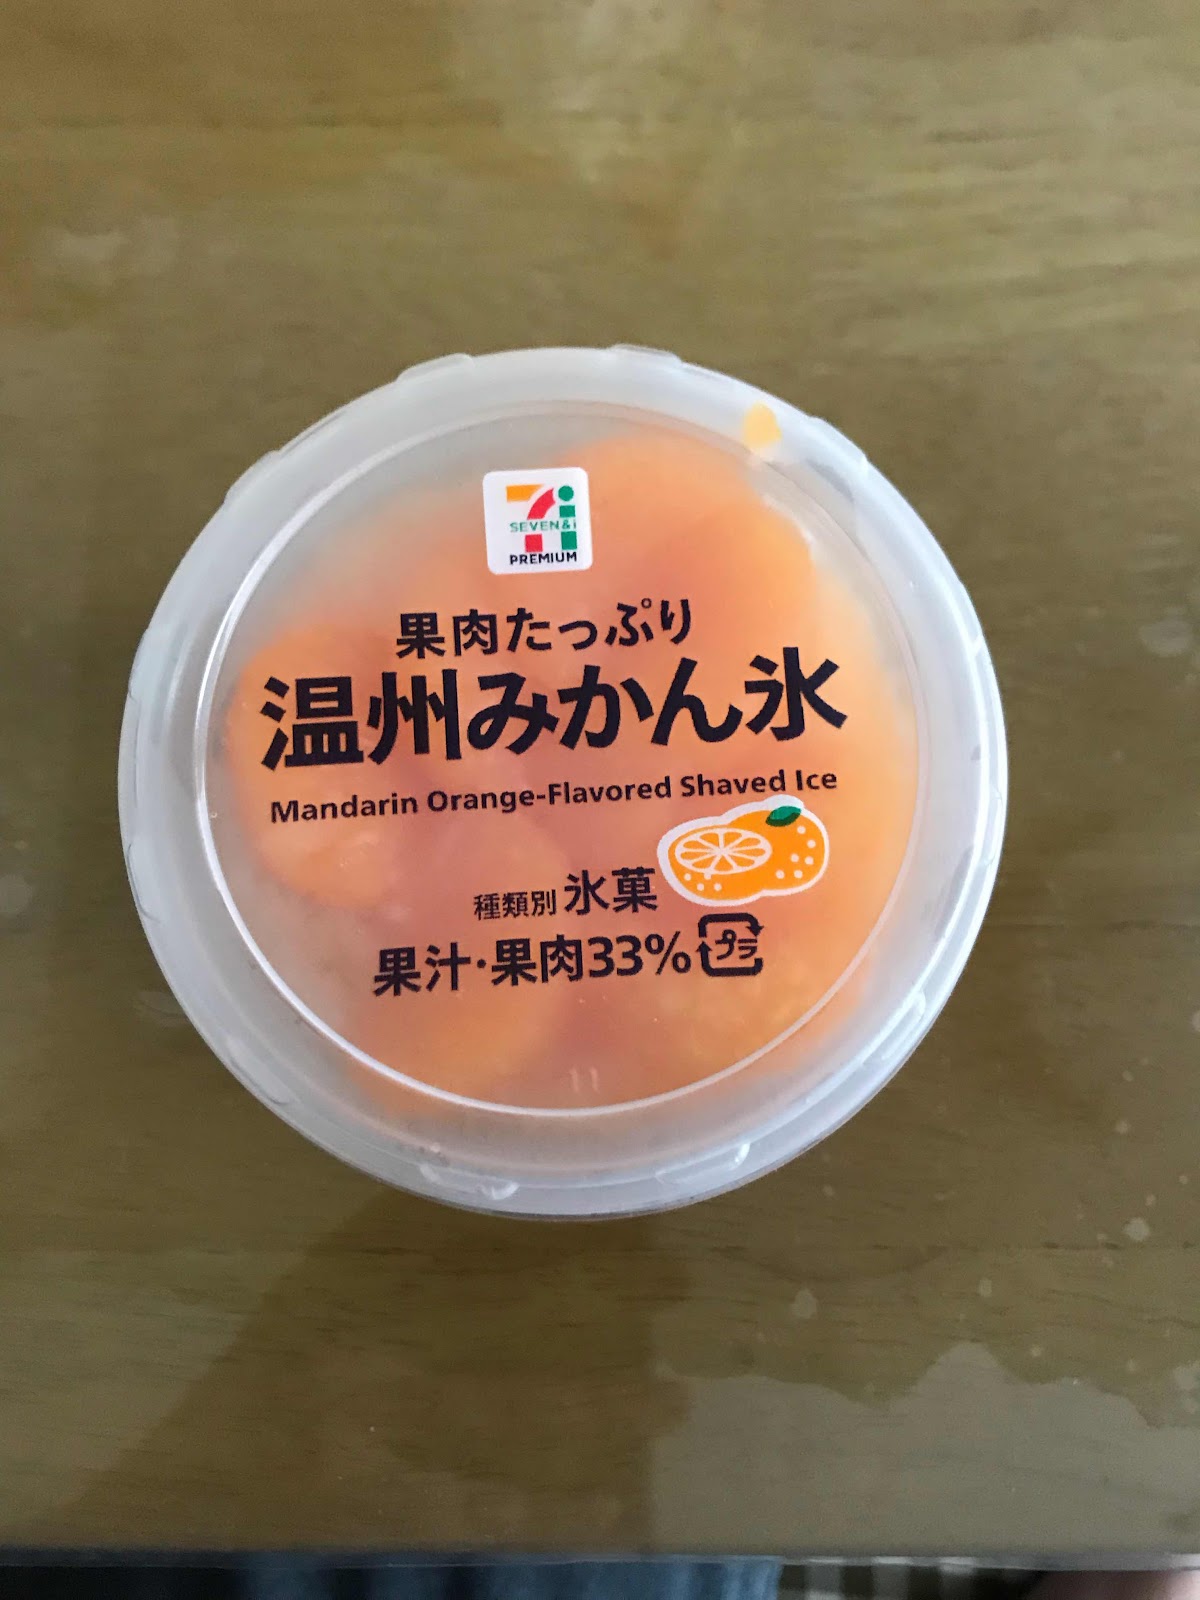 SEVEN&i
PREMIUM
果肉たっぷり
温州みかん氷
Mandarin Orange-Flavored Shaved Ice
種類別 氷菓
果汁・果肉33%
プラ
11